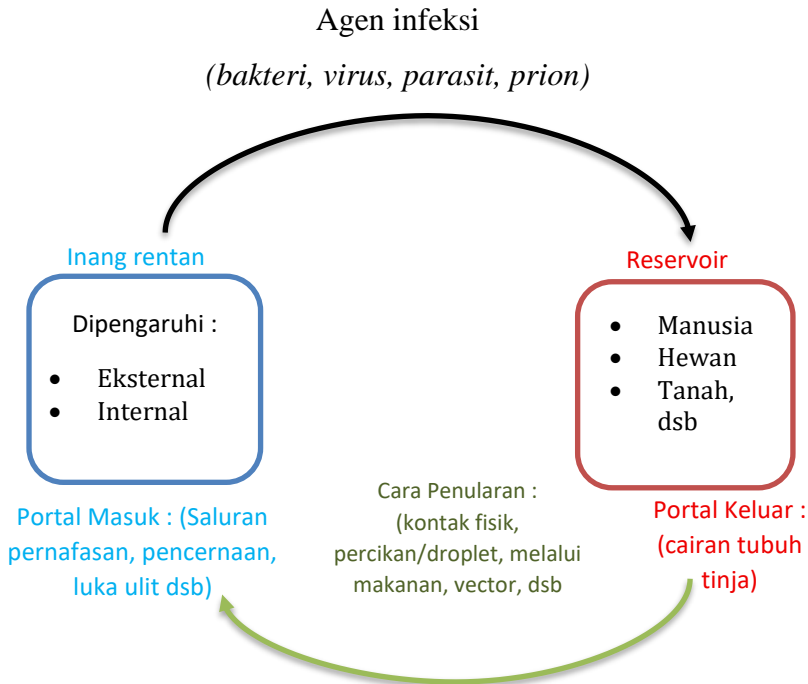 Agen infeksi
(bakteri, virus, parasit, prion)
Inang rentan
Dipengaruhi :
• Eksternal
• Internal
Portal Masuk : (Saluran
pernafasan, pencernaan,
luka ulit dsb)
Reservoir
• Manusia
• Hewan
• Tanah,
dsb
Portal Keluar :
(cairan tubuh
tinja)
Cara Penularan :
(kontak fisik,
percikan/droplet, melalui
makanan, vector, dsb